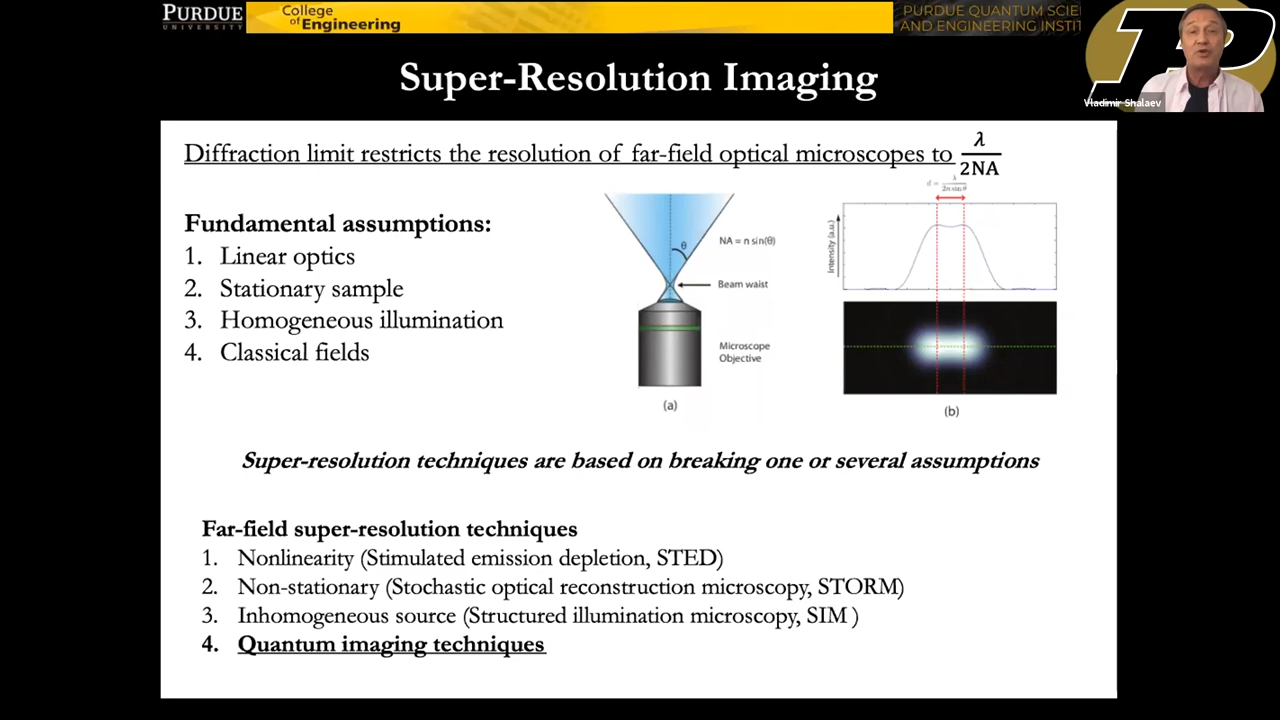 PURDUE
UNIVERSITY
College
of Engineering
PURDUE QUANTUM SCIE
AND ENGINEERING INSTIT
Vladimir Shalaev
Super-Resolution Imaging
Diffraction limit restricts the resolution of far-field optical microscopes to λ/2NA
Fundamental assumptions:
1. Linear optics
2. Stationary sample
3. Homogeneous illumination
4. Classical fields
θ
NA = n sin(θ)
Beam waist
Microscope
Objective
(a)
d = λ/2n sin θ
Intensity (a.u.)
(b)
Super-resolution techniques are based on breaking one or several assumptions
Far-field super-resolution techniques
1. Nonlinearity (Stimulated emission depletion, STED)
2. Non-stationary (Stochastic optical reconstruction microscopy, STORM)
3. Inhomogeneous source (Structured illumination microscopy, SIM )
4. Quantum imaging techniques